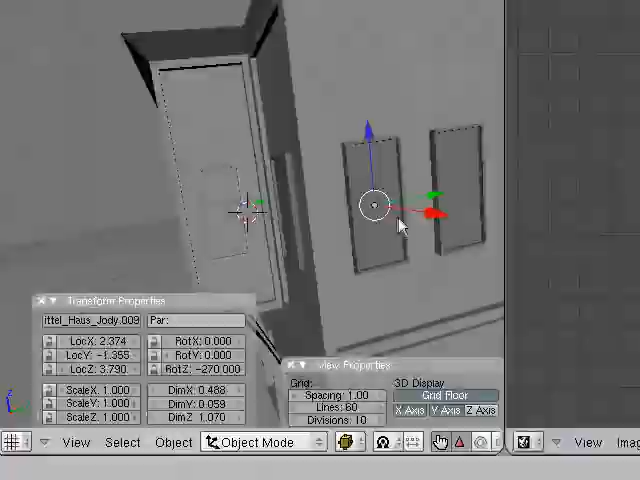 Transform Properties
ittel_Haus_Jody.009 Par:
LocX: 2.374 RotX: 0.000
LocY: -1.355 RotY: 0.000
LocZ: 3.790 RotZ: -270.000
ScaleX: 1.000 DimX: 0.488
ScaleY: 1.000 DimY: 0.059
ScaleZ: 1.000 DimZ: 1.070
View Properties
Grid: 3D Display
Spacing: 1.00 Grid Floor
Lines: 60 X Axis Y Axis Z Axis
Divisions: 10
View Select Object Object Mode View Imag
z